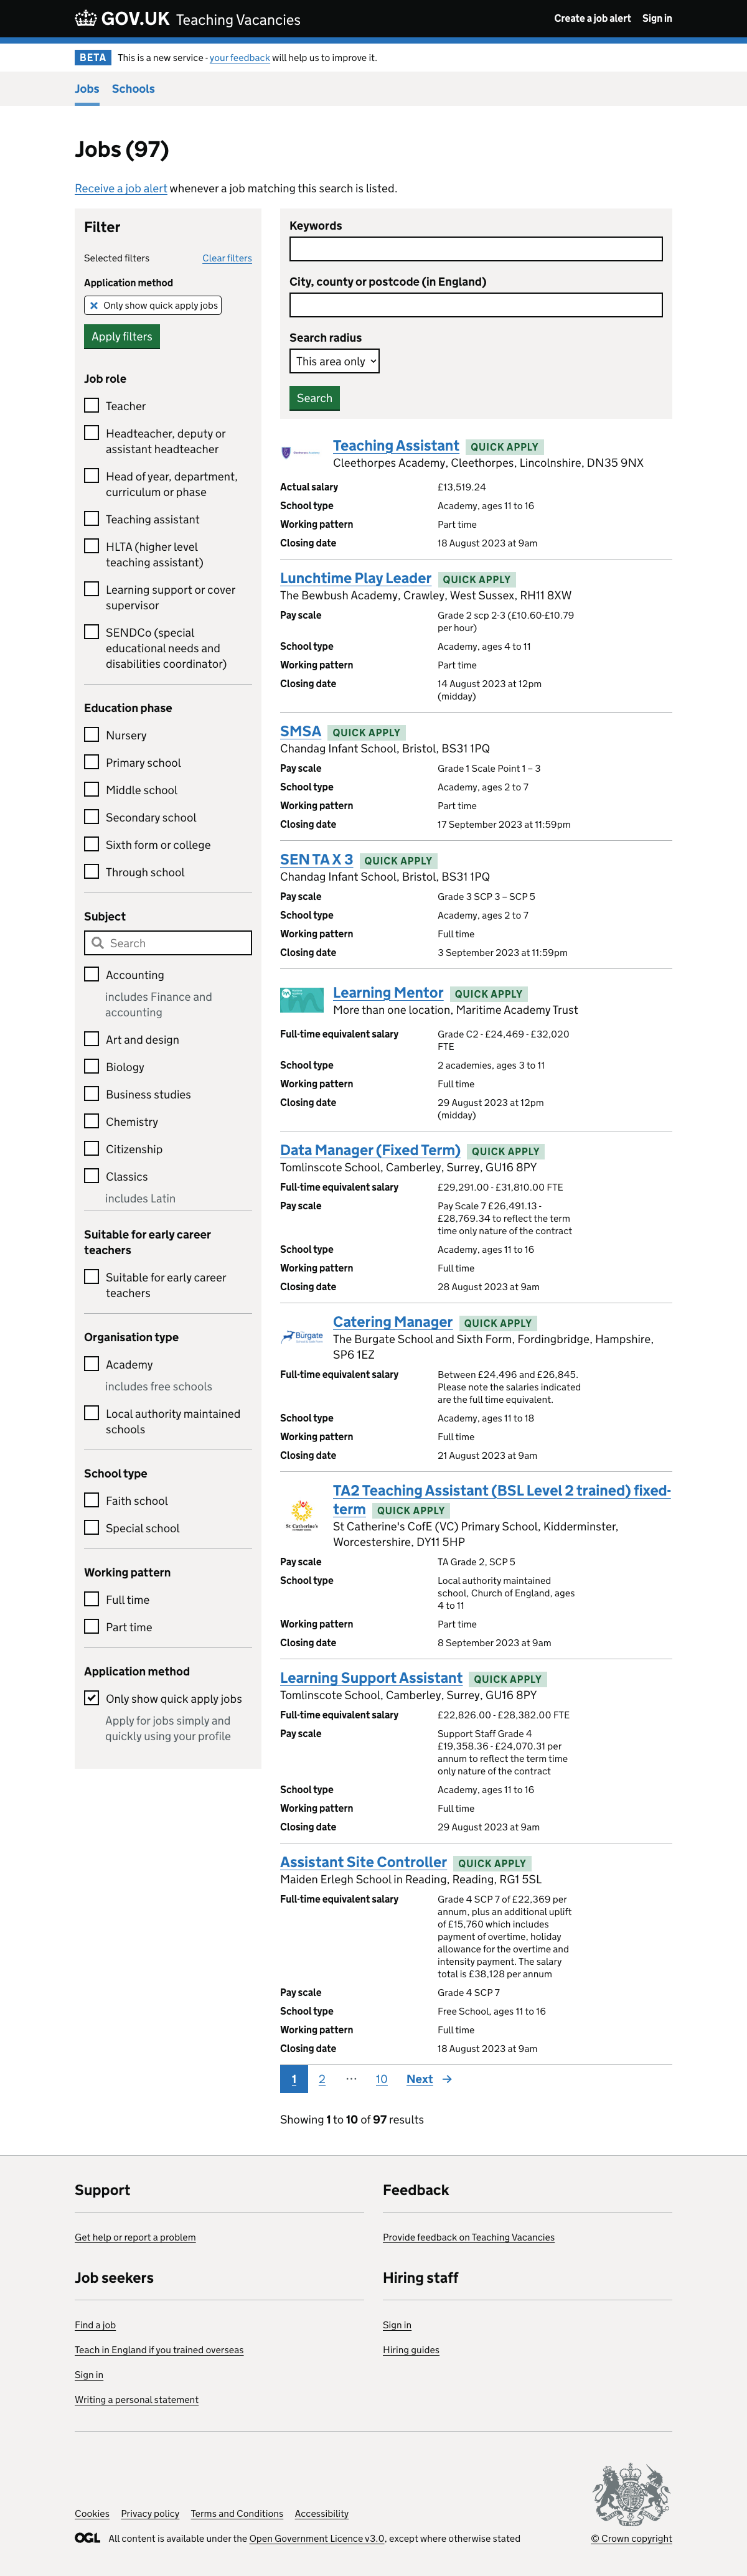 GOV.UK Teaching Vacancies
Create a job alert Sign in
BETA This is a new service - your feedback will help us to improve it.
Jobs Schools
Jobs (97)
Receive a job alert whenever a job matching this search is listed.
Filter
Selected filters Clear filters
Application method
Only show quick apply jobs
Apply filters
Job role
Teacher
Headteacher, deputy or
assistant headteacher
Head of year, department,
curriculum or phase
Teaching assistant
HLTA (higher level
teaching assistant)
Learning support or cover
supervisor
SENDCo (special
educational needs and
disabilities coordinator)
Education phase
Nursery
Primary school
Middle school
Secondary school
Sixth form or college
Through school
Subject
Search
Accounting
includes Finance and
accounting
Art and design
Biology
Business studies
Chemistry
Citizenship
Classics
includes Latin
Suitable for early career
teachers
Suitable for early career
teachers
Organisation type
Academy
includes free schools
Local authority maintained
schools
School type
Faith school
Special school
Working pattern
Full time
Part time
Application method
Only show quick apply jobs
Apply for jobs simply and
quickly using your profile
Keywords
City, county or postcode (in England)
Search radius
This area only
Search
Teaching Assistant QUICK APPLY
Cleethorpes Academy, Cleethorpes, Lincolnshire, DN35 9NX
Actual salary £13,519.24
School type Academy, ages 11 to 16
Working pattern Part time
Closing date 18 August 2023 at 9am
Lunchtime Play Leader QUICK APPLY
The Bewbush Academy, Crawley, West Sussex, RH11 8XW
Pay scale Grade 2 scp 2-3 (£10.60-£10.79
per hour)
School type Academy, ages 4 to 11
Working pattern Part time
Closing date 14 August 2023 at 12pm
(midday)
SMSA QUICK APPLY
Chandag Infant School, Bristol, BS31 1PQ
Pay scale Grade 1 Scale Point 1 – 3
School type Academy, ages 2 to 7
Working pattern Part time
Closing date 17 September 2023 at 11:59pm
SEN TA X 3 QUICK APPLY
Chandag Infant School, Bristol, BS31 1PQ
Pay scale Grade 3 SCP 3 – SCP 5
School type Academy, ages 2 to 7
Working pattern Full time
Closing date 3 September 2023 at 11:59pm
Learning Mentor QUICK APPLY
More than one location, Maritime Academy Trust
Full-time equivalent salary Grade C2 - £24,469 - £32,020
FTE
School type 2 academies, ages 3 to 11
Working pattern Full time
Closing date 29 August 2023 at 12pm
(midday)
Data Manager (Fixed Term) QUICK APPLY
Tomlinscote School, Camberley, Surrey, GU16 8PY
Full-time equivalent salary £29,291.00 - £31,810.00 FTE
Pay scale Pay Scale 7 £26,491.13 -
£28,769.34 to reflect the term
time only nature of the contract
School type Academy, ages 11 to 16
Working pattern Full time
Closing date 28 August 2023 at 9am
Burgate
Catering Manager QUICK APPLY
The Burgate School and Sixth Form, Fordingbridge, Hampshire,
SP6 1EZ
Full-time equivalent salary Between £24,496 and £26,845.
Please note the salaries indicated
are the full time equivalent.
School type Academy, ages 11 to 18
Working pattern Full time
Closing date 21 August 2023 at 9am
St Catherine's
TA2 Teaching Assistant (BSL Level 2 trained) fixed-
term QUICK APPLY
St Catherine's CofE (VC) Primary School, Kidderminster,
Worcestershire, DY11 5HP
Pay scale TA Grade 2, SCP 5
School type Local authority maintained
school, Church of England, ages
4 to 11
Working pattern Part time
Closing date 8 September 2023 at 9am
Learning Support Assistant QUICK APPLY
Tomlinscote School, Camberley, Surrey, GU16 8PY
Full-time equivalent salary £22,826.00 - £28,382.00 FTE
Pay scale Support Staff Grade 4
£19,358.36 - £24,070.31 per
annum to reflect the term time
only nature of the contract
School type Academy, ages 11 to 16
Working pattern Full time
Closing date 29 August 2023 at 9am
Assistant Site Controller QUICK APPLY
Maiden Erlegh School in Reading, Reading, RG1 5SL
Full-time equivalent salary Grade 4 SCP 7 of £22,369 per
annum, plus an additional uplift
of £15,760 which includes
payment of overtime, holiday
allowance for the overtime and
intensity payment. The salary
total is £38,128 per annum
Pay scale Grade 4 SCP 7
School type Free School, ages 11 to 16
Working pattern Full time
Closing date 18 August 2023 at 9am
1 2 ⋯ 10 Next →
Showing 1 to 10 of 97 results
Support
Get help or report a problem
Feedback
Provide feedback on Teaching Vacancies
Job seekers
Find a job
Teach in England if you trained overseas
Sign in
Writing a personal statement
Hiring staff
Sign in
Hiring guides
Cookies Privacy policy Terms and Conditions Accessibility
OGL All content is available under the Open Government Licence v3.0, except where otherwise stated
© Crown copyright